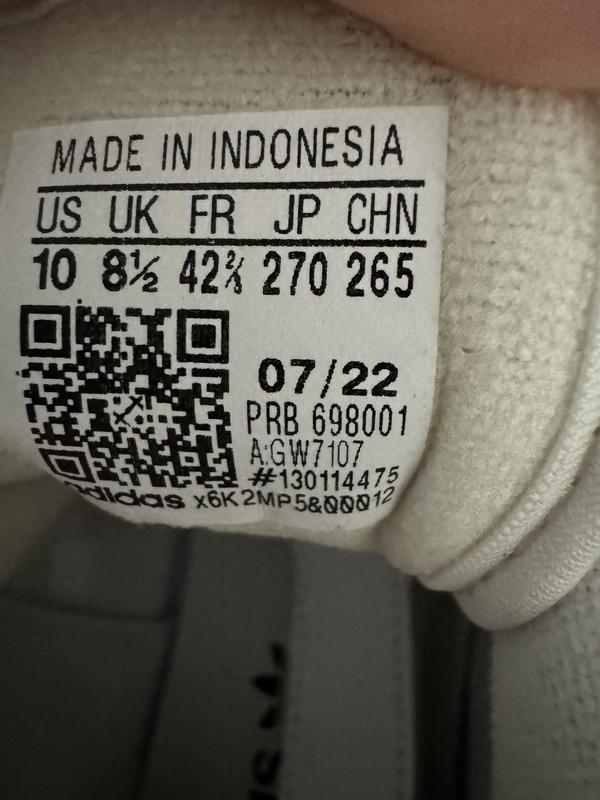 MADE IN INDONESIA
US UK FR JP CHN
10 8½ 42⅔ 270 265
07/22
PRB 698001
A:GW7107
#130114475
adidas x6K2MP5&00012